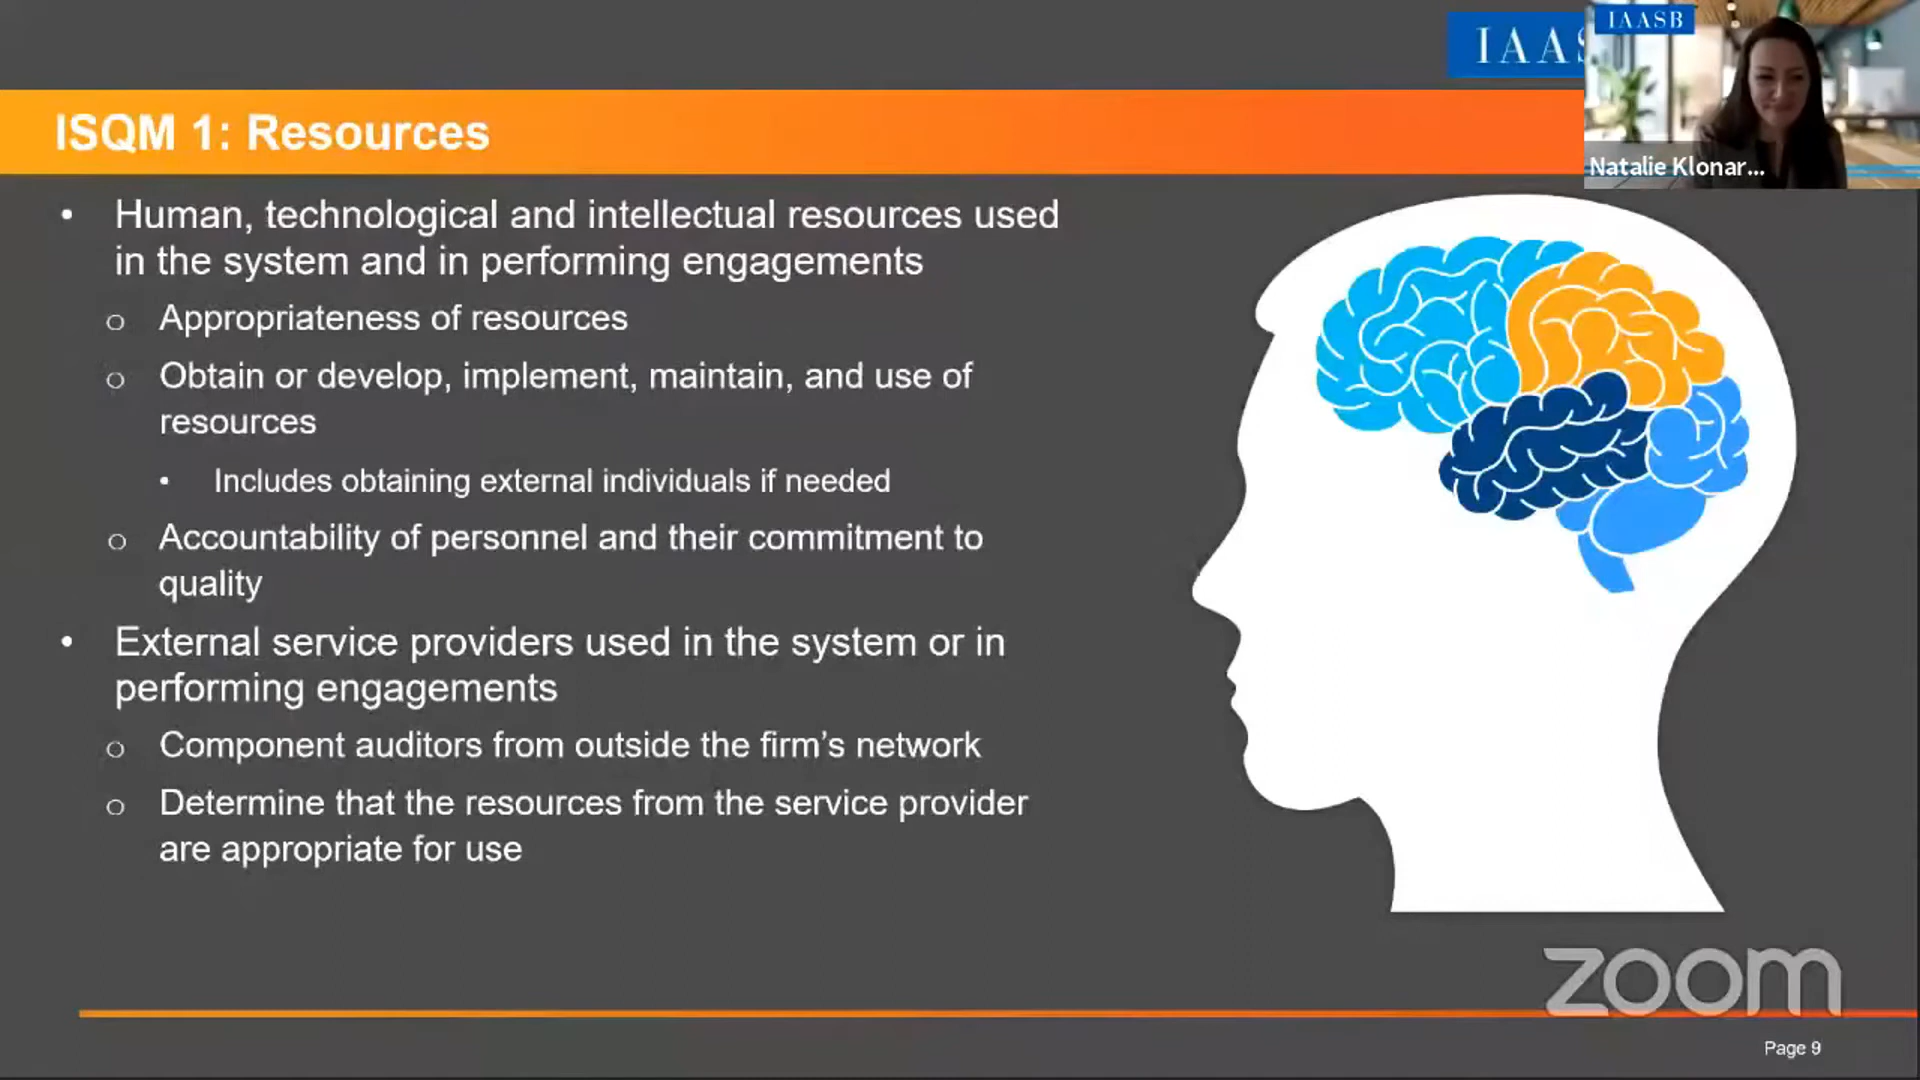 IAAS
IAASB
ISQM 1: Resources
Natalie Klonar...
• Human, technological and intellectual resources used
in the system and in performing engagements
o Appropriateness of resources
o Obtain or develop, implement, maintain, and use of
resources
• Includes obtaining external individuals if needed
o Accountability of personnel and their commitment to
quality
• External service providers used in the system or in
performing engagements
o Component auditors from outside the firm's network
o Determine that the resources from the service provider
are appropriate for use
zoom
Page 9